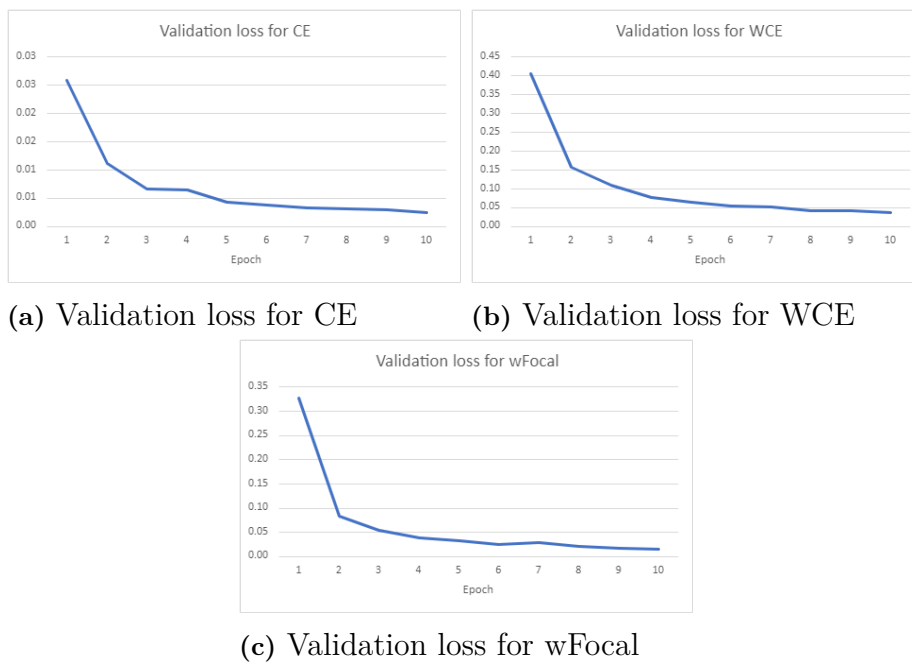 Validation loss for CE
0.03
0.03
0.02
0.02
0.01
0.01
0.00
1 2 3 4 5 6 7 8 9 10
Epoch
(a) Validation loss for CE
Validation loss for WCE
0.45
0.40
0.35
0.30
0.25
0.20
0.15
0.10
0.05
0.00
1 2 3 4 5 6 7 8 9 10
Epoch
(b) Validation loss for WCE
Validation loss for wFocal
0.35
0.30
0.25
0.20
0.15
0.10
0.05
0.00
1 2 3 4 5 6 7 8 9 10
Epoch
(c) Validation loss for wFocal